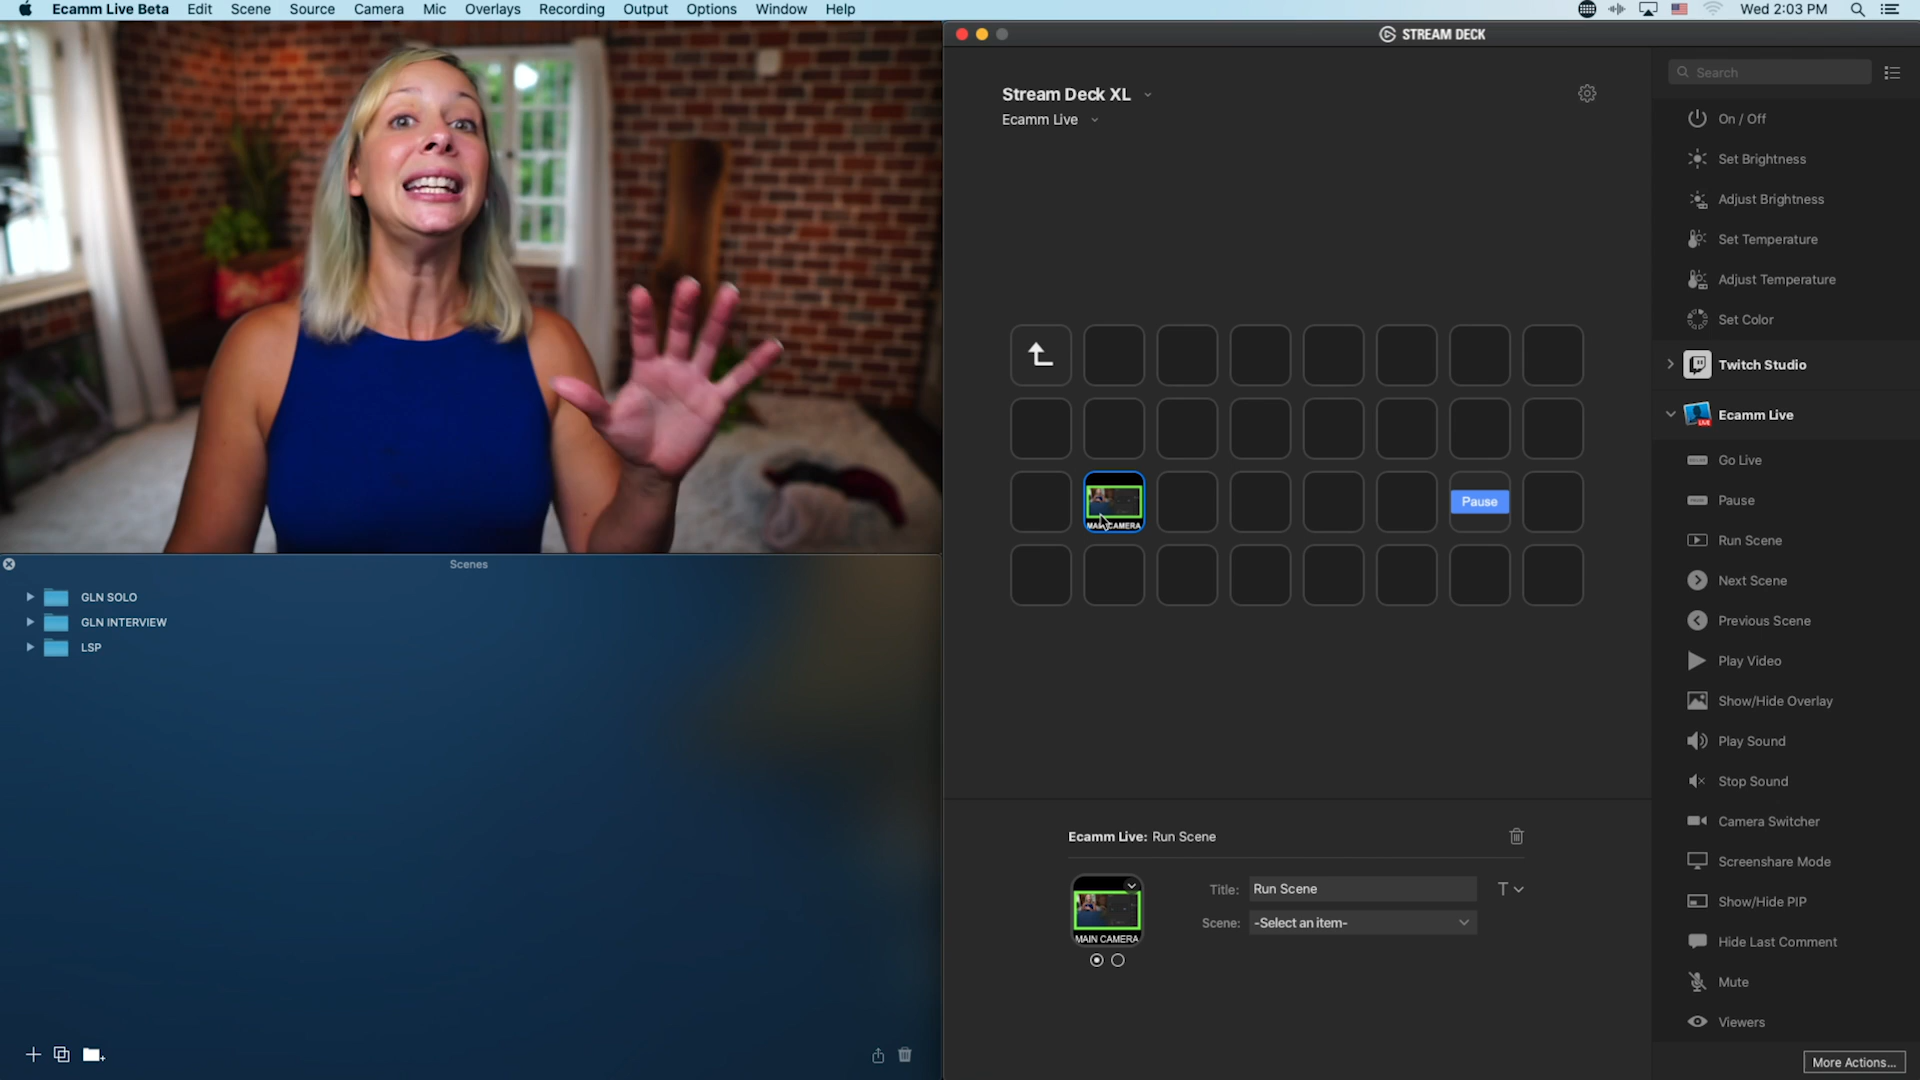 Ecamm Live Beta Edit Scene Source Camera Mic Overlays Recording Output Options Window Help
Wed 2:03 PM
STREAM DECK
Stream Deck XL
Ecamm Live
Search
On / Off
Set Brightness
Adjust Brightness
Set Temperature
Adjust Temperature
Set Color
Twitch Studio
Ecamm Live
Go Live
Pause
Run Scene
Next Scene
Previous Scene
Play Video
Show/Hide Overlay
Play Sound
Stop Sound
Camera Switcher
Screenshare Mode
Show/Hide PIP
Hide Last Comment
Mute
Viewers
More Actions...
MAIN CAMERA
Pause
Scenes
GLN SOLO
GLN INTERVIEW
LSP
Ecamm Live: Run Scene
MAIN CAMERA
Title: Run Scene
T
Scene: -Select an item-